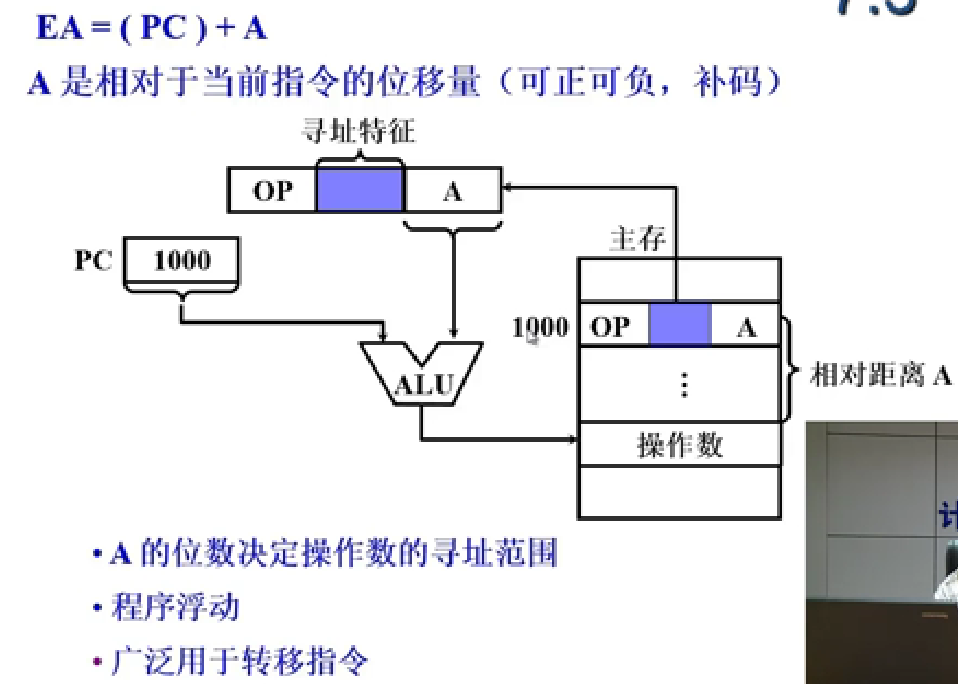 EA = ( PC ) + A
A 是相对于当前指令的位移量（可正可负，补码）
寻址特征
OP A
主存
PC 1000
1000 OP A
ALU
相对距离 A
操作数
• A 的位数决定操作数的寻址范围
• 程序浮动
• 广泛用于转移指令